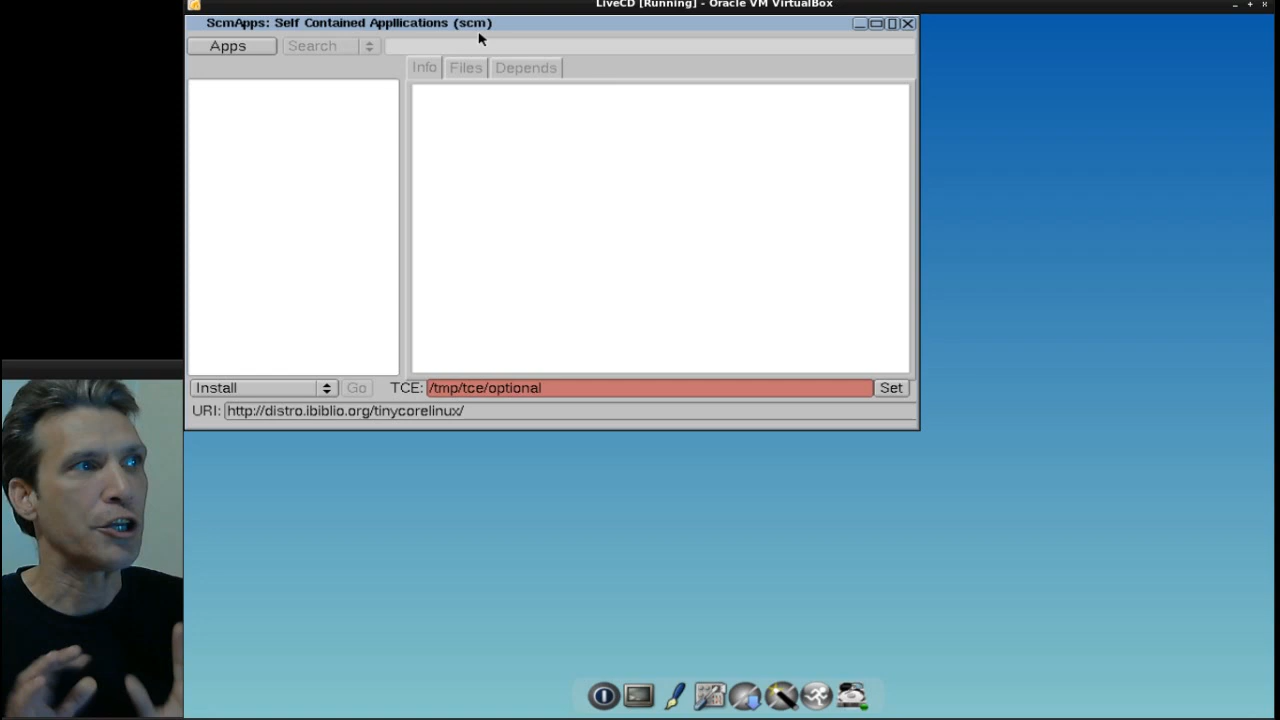 LiveCD [Running] - Oracle VM VirtualBox
ScmApps: Self Contained Appllications (scm)
Apps
Search
Info
Files
Depends
Install
Go
TCE:
/tmp/tce/optional
Set
URI:
http://distro.ibiblio.org/tinycorelinux/